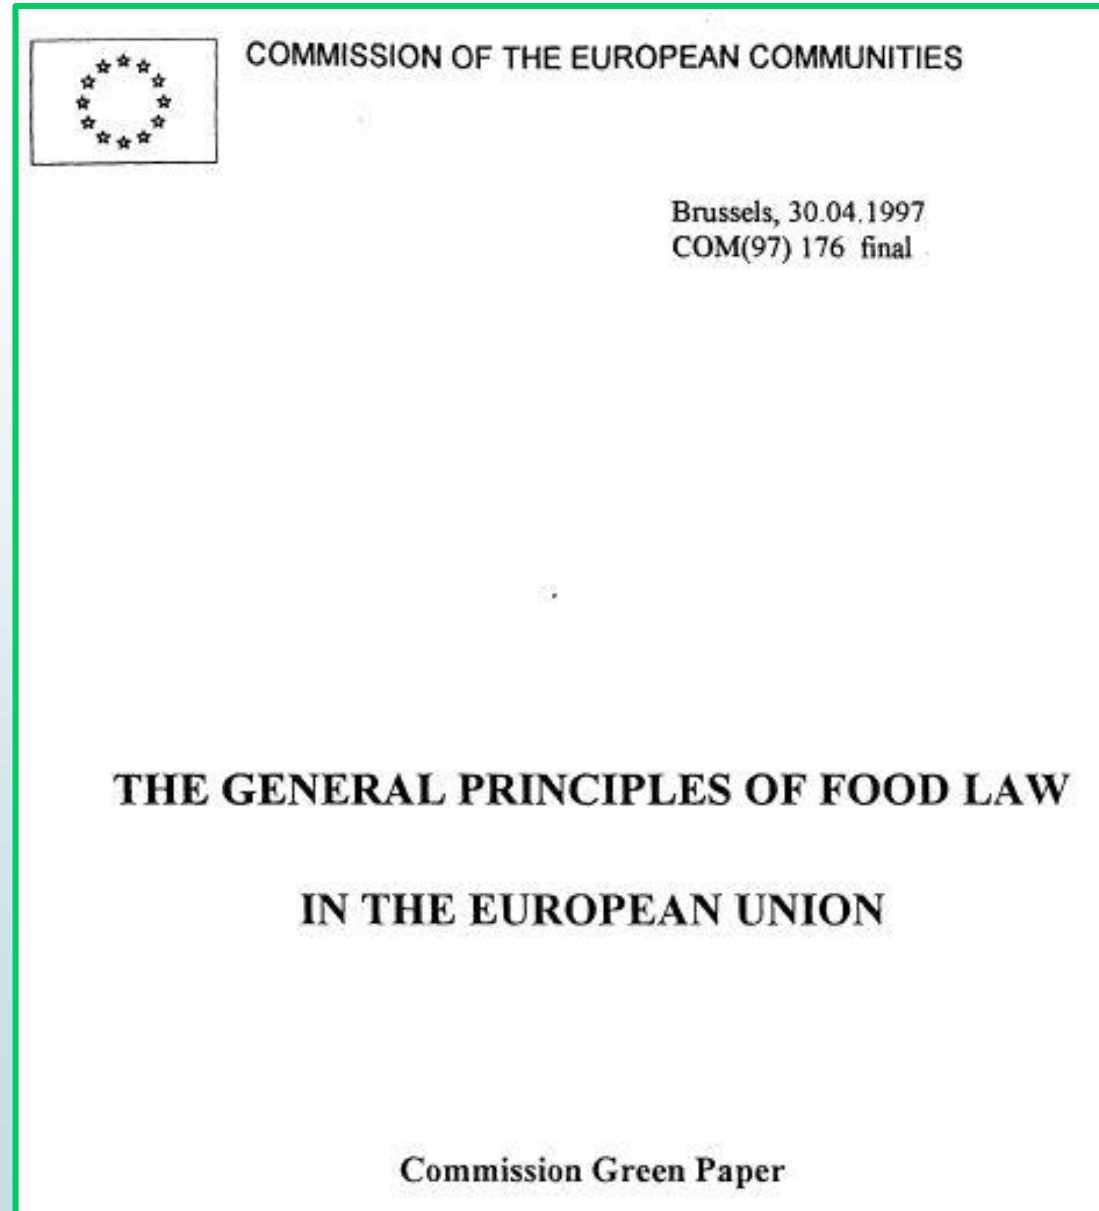 COMMISSION OF THE EUROPEAN COMMUNITIES
Brussels, 30.04.1997
COM(97) 176 final
THE GENERAL PRINCIPLES OF FOOD LAW
IN THE EUROPEAN UNION
Commission Green Paper